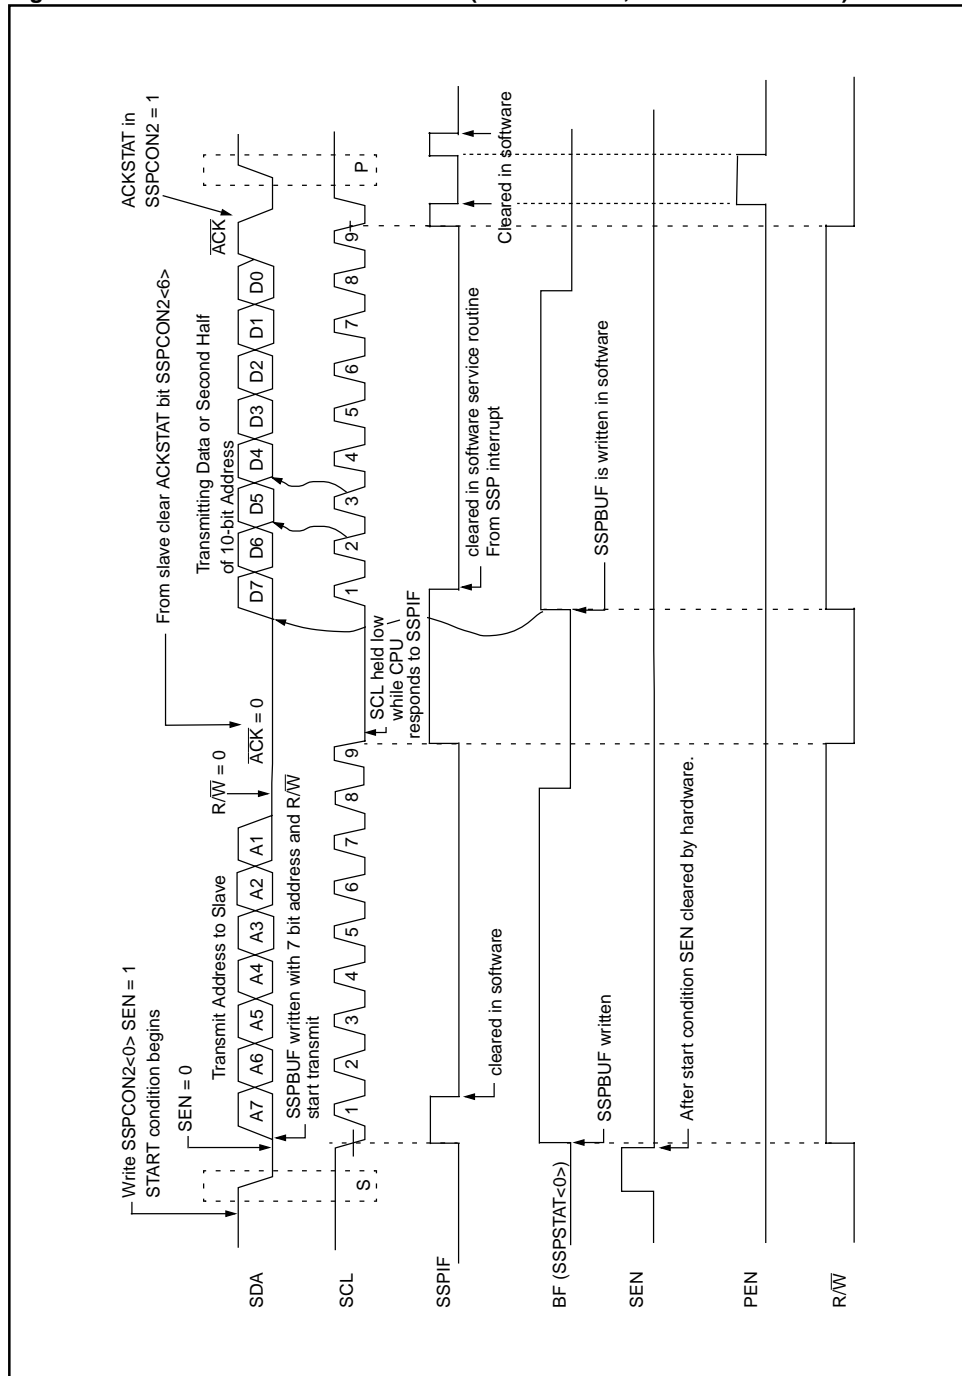 Write SSPCON2<0> SEN = 1
START condition begins
SEN = 0
Transmit Address to Slave
R/W = 0
ACK = 0
From slave clear ACKSTAT bit SSPCON2<6>
Transmitting Data or Second Half
of 10-bit Address
ACKSTAT in
SSPCON2 = 1
ACK
SDA
A7 A6 A5 A4 A3 A2 A1
D7 D6 D5 D4 D3 D2 D1 D0
SSPBUF written with 7 bit address and R/W
start transmit
SCL
S
1 2 3 4 5 6 7 8 9
1 2 3 4 5 6 7 8 9
P
SCL held low
while CPU
responds to SSPIF
SSPIF
cleared in software
cleared in software service routine
From SSP interrupt
Cleared in software
BF (SSPSTAT<0>)
SSPBUF written
SSPBUF is written in software
SEN
After start condition SEN cleared by hardware.
PEN
R/W